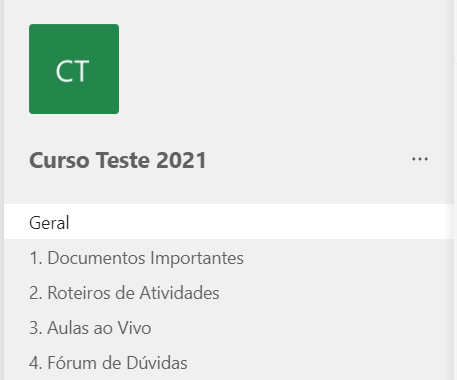 CT
Curso Teste 2021
Geral
1. Documentos Importantes
2. Roteiros de Atividades
3. Aulas ao Vivo
4. Fórum de Dúvidas